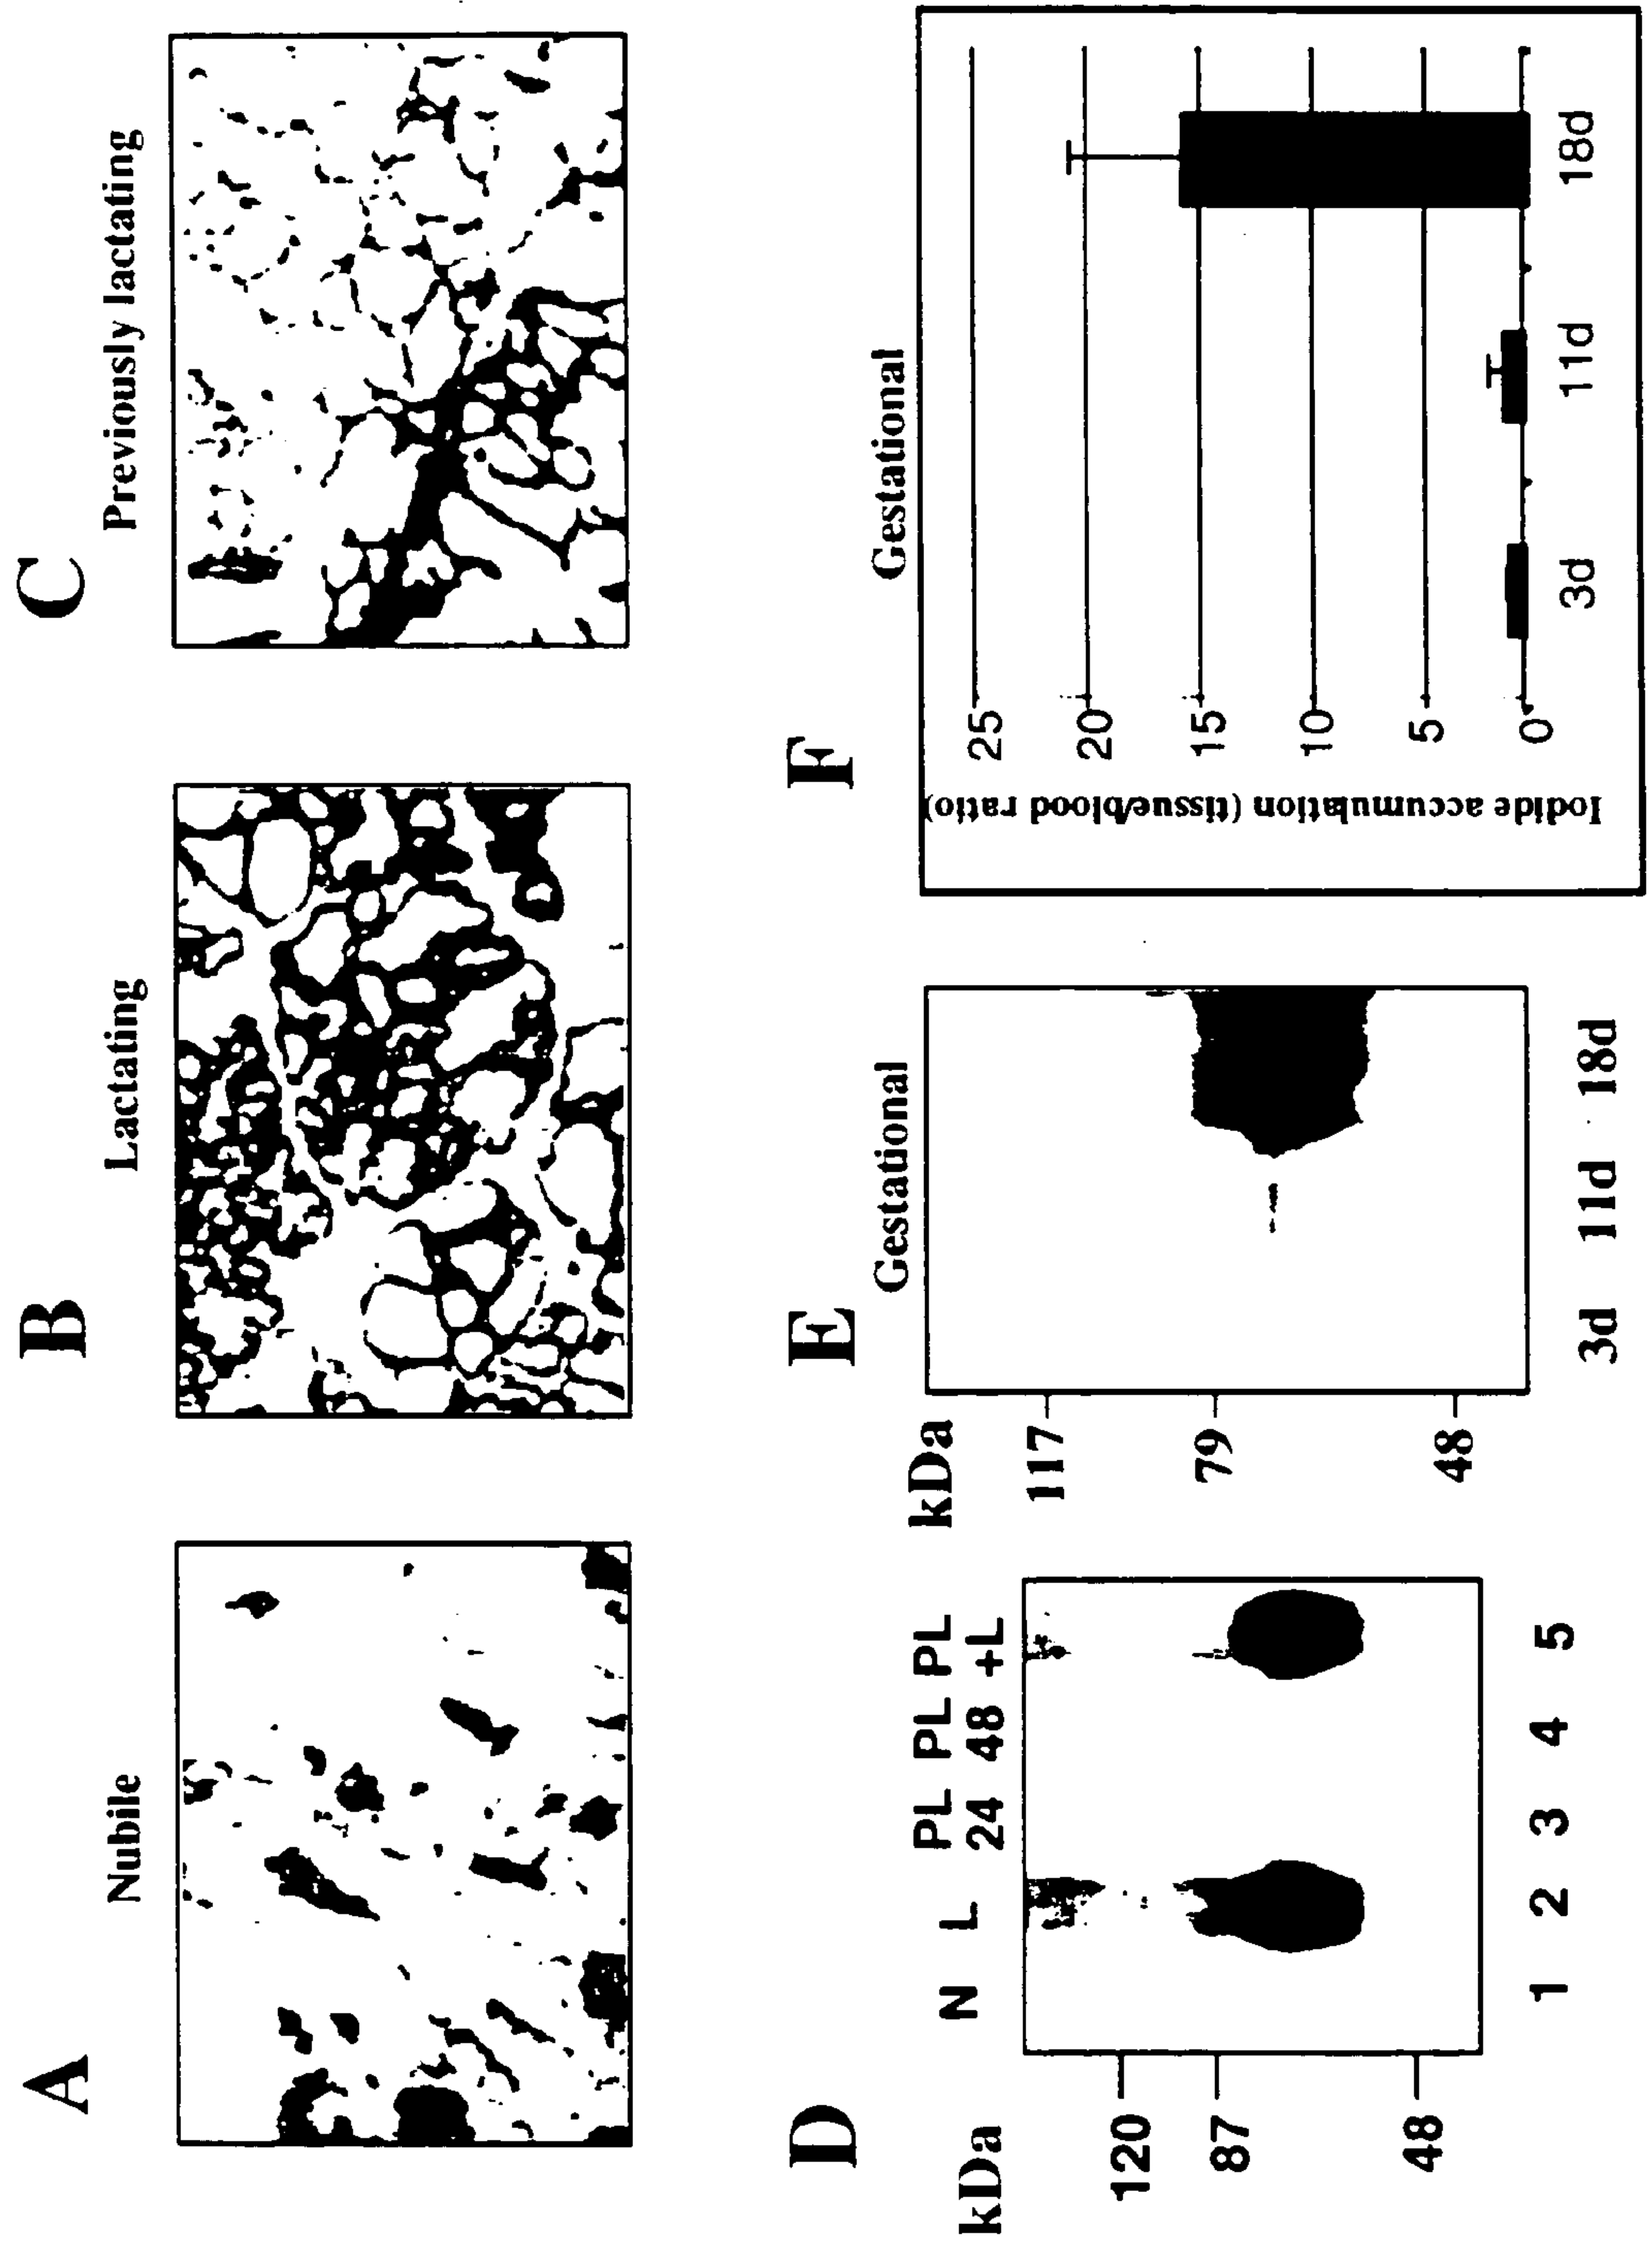 A
Nubile
B
Lactating
C
Previously lactating
D
kDa
N L PL PL PL
24 48 +L
120
87
48
1 2 3 4 5
E
Gestational
kDa
117
79
48
3d 11d 18d
F
Gestational
Iodide accumulation (tissue/blood ratio)
25
20
15
10
5
0
3d 11d 18d